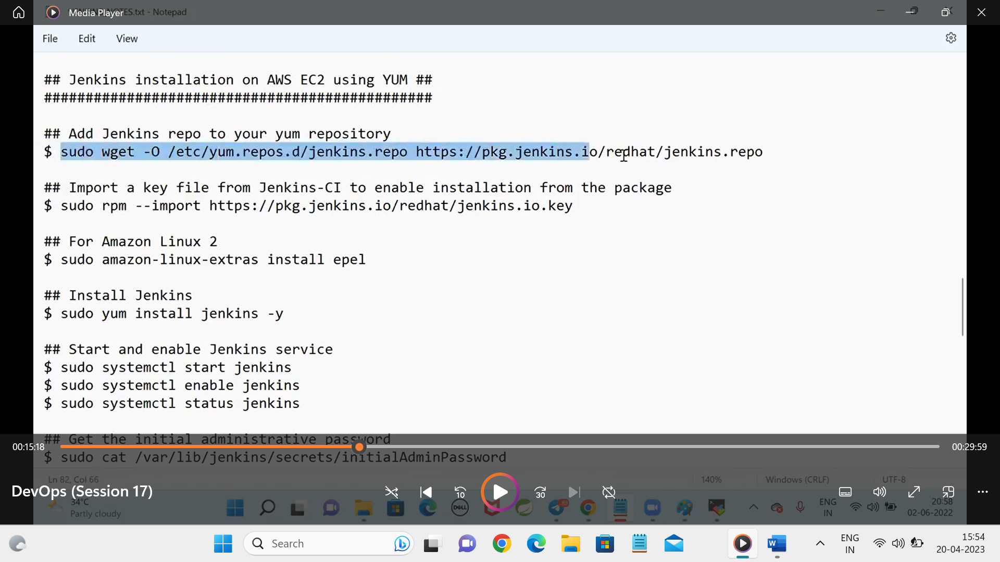 Media Player
NOTES.txt - Notepad
File Edit View
## Jenkins installation on AWS EC2 using YUM ##
###############################################
## Add Jenkins repo to your yum repository
$ sudo wget -O /etc/yum.repos.d/jenkins.repo https://pkg.jenkins.io/redhat/jenkins.repo
## Import a key file from Jenkins-CI to enable installation from the package
$ sudo rpm --import https://pkg.jenkins.io/redhat/jenkins.io.key
## For Amazon Linux 2
$ sudo amazon-linux-extras install epel
## Install Jenkins
$ sudo yum install jenkins -y
## Start and enable Jenkins service
$ sudo systemctl start jenkins
$ sudo systemctl enable jenkins
$ sudo systemctl status jenkins
## Get the initial administrative password
00:15:18 00:29:59
$ sudo cat /var/lib/jenkins/secrets/initialAdminPassword
Ln 82, Col 66 140% Windows (CRLF) UTF-8
DevOps (Session 17) 10 30
34°C
Partly cloudy
DELL 83
ENG
IN
20:58
02-06-2022
Search
ENG
IN
15:54
20-04-2023